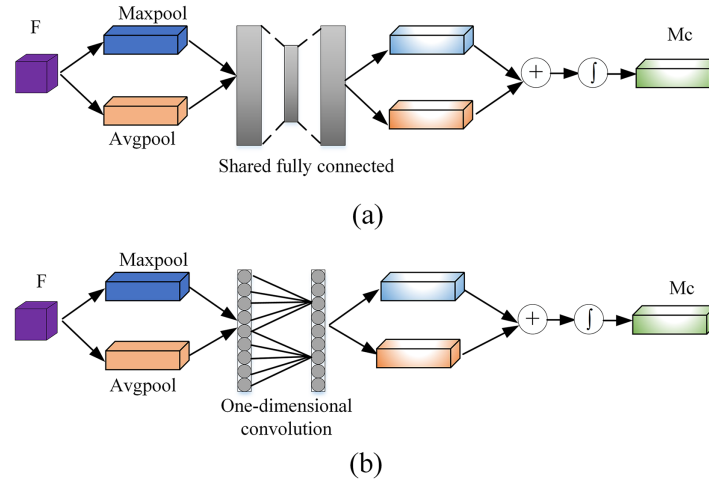 F
Maxpool
Mc
+
∫
Avgpool
Shared fully connected
(a)
F
Maxpool
Mc
+
∫
Avgpool
One-dimensional
convolution
(b)